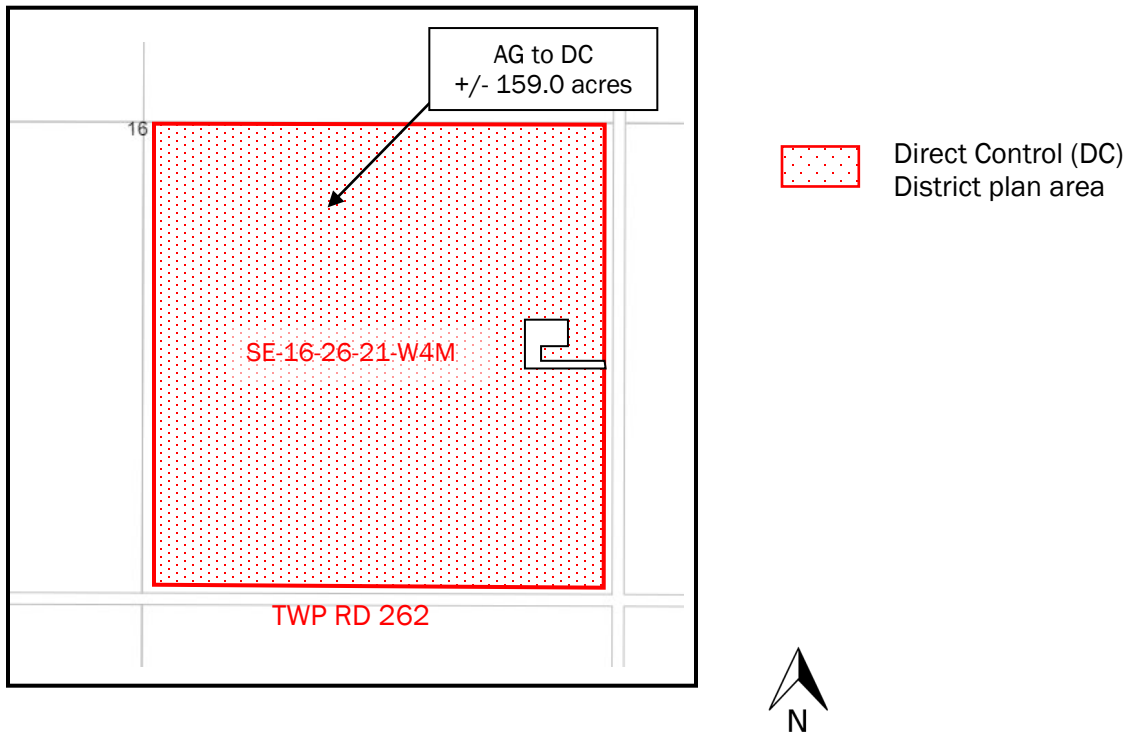 AG to DC
+/- 159.0 acres
16
Direct Control (DC)
District plan area
SE-16-26-21-W4M
TWP RD 262
N